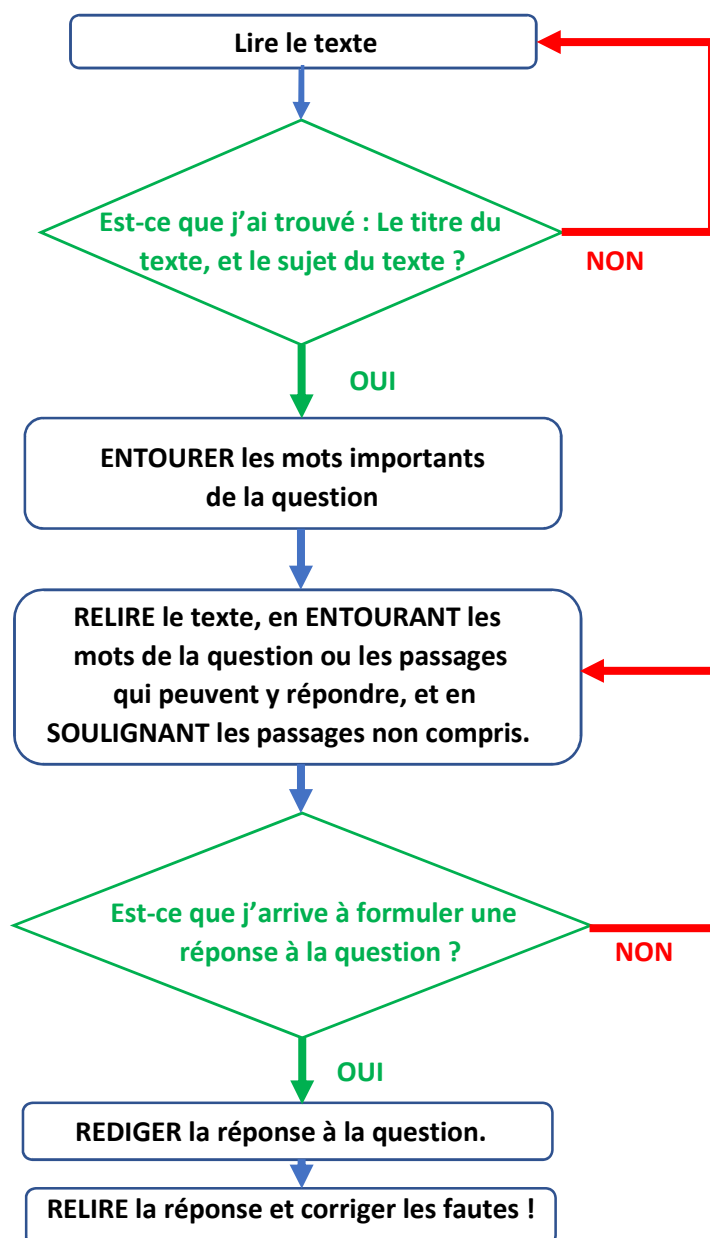 Lire le texte
Est-ce que j'ai trouvé : Le titre du
texte, et le sujet du texte ?
NON
OUI
ENTOURER les mots importants
de la question
RELIRE le texte, en ENTOURANT les
mots de la question ou les passages
qui peuvent y répondre, et en
SOULIGNANT les passages non compris.
Est-ce que j'arrive à formuler une
réponse à la question ?
NON
OUI
REDIGER la réponse à la question.
RELIRE la réponse et corriger les fautes !